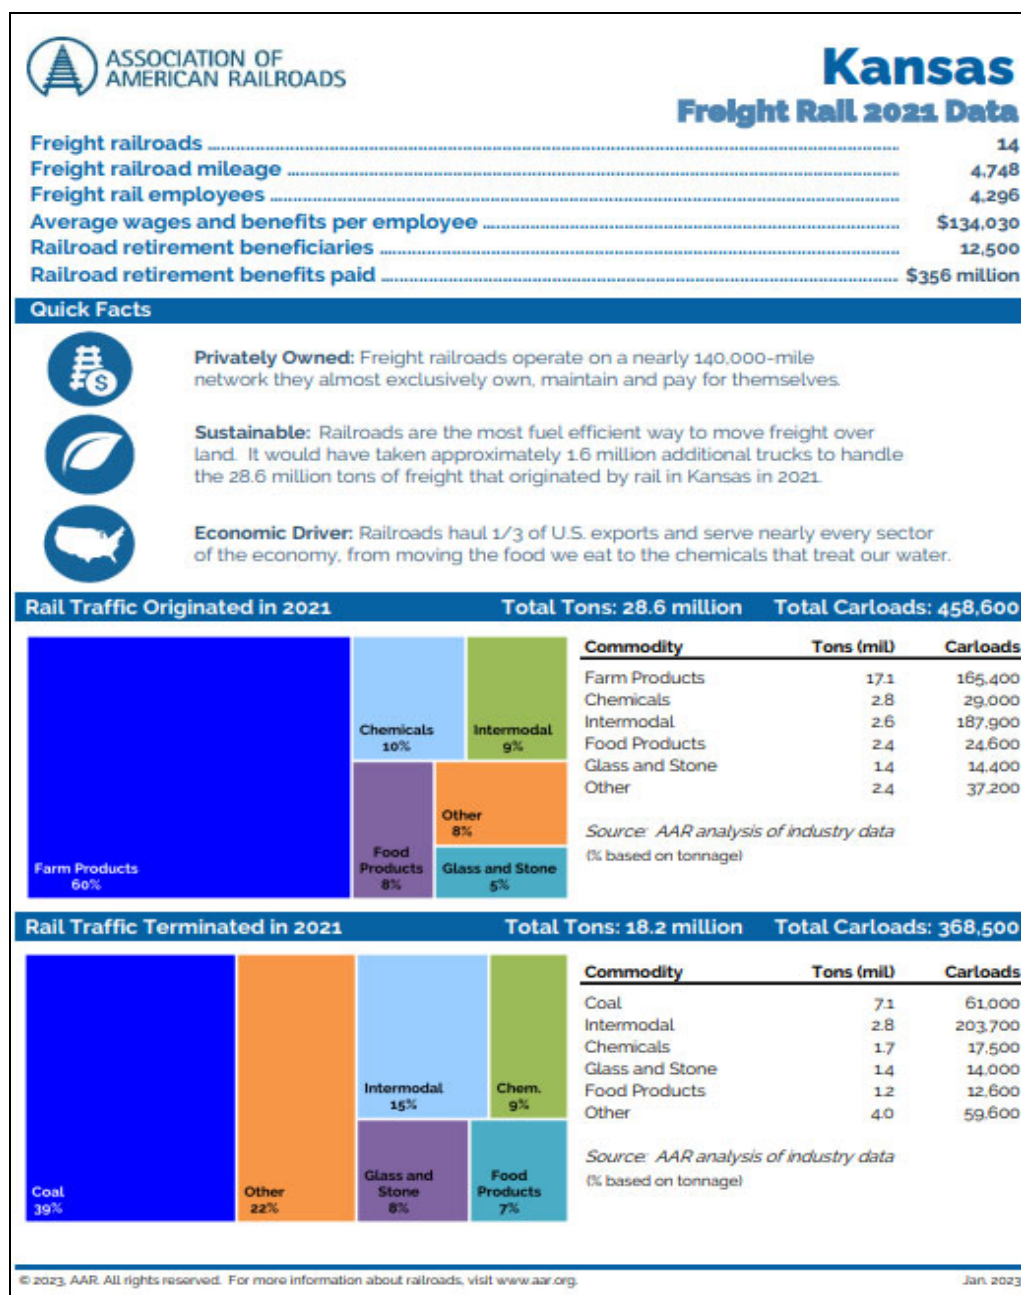 ASSOCIATION OF
AMERICAN RAILROADS
Kansas
Freight Rail 2021 Data
Freight railroads 14
Freight railroad mileage 4,748
Freight rail employees 4,296
Average wages and benefits per employee $134,030
Railroad retirement beneficiaries 12,500
Railroad retirement benefits paid $356 million
Quick Facts
Privately Owned: Freight railroads operate on a nearly 140,000-mile
network they almost exclusively own, maintain and pay for themselves.
Sustainable: Railroads are the most fuel efficient way to move freight over
land. It would have taken approximately 1.6 million additional trucks to handle
the 28.6 million tons of freight that originated by rail in Kansas in 2021.
Economic Driver: Railroads haul 1/3 of U.S. exports and serve nearly every sector
of the economy, from moving the food we eat to the chemicals that treat our water.
Rail Traffic Originated in 2021 Total Tons: 28.6 million Total Carloads: 458,600
Farm Products
60%
Chemicals
10%
Intermodal
9%
Food
Products
8%
Other
8%
Glass and Stone
5%
Commodity Tons (mil) Carloads
Farm Products 17.1 165,400
Chemicals 2.8 29,000
Intermodal 2.6 187,900
Food Products 2.4 24,600
Glass and Stone 1.4 14,400
Other 2.4 37,200
Source: AAR analysis of industry data
(% based on tonnage)
Rail Traffic Terminated in 2021 Total Tons: 18.2 million Total Carloads: 368,500
Coal
39%
Other
22%
Intermodal
15%
Chem.
9%
Glass and
Stone
8%
Food
Products
7%
Commodity Tons (mil) Carloads
Coal 7.1 61,000
Intermodal 2.8 203,700
Chemicals 1.7 17,500
Glass and Stone 1.4 14,000
Food Products 1.2 12,600
Other 4.0 59,600
Source: AAR analysis of industry data
(% based on tonnage)
© 2023, AAR. All rights reserved. For more information about railroads, visit www.aar.org. Jan. 2023